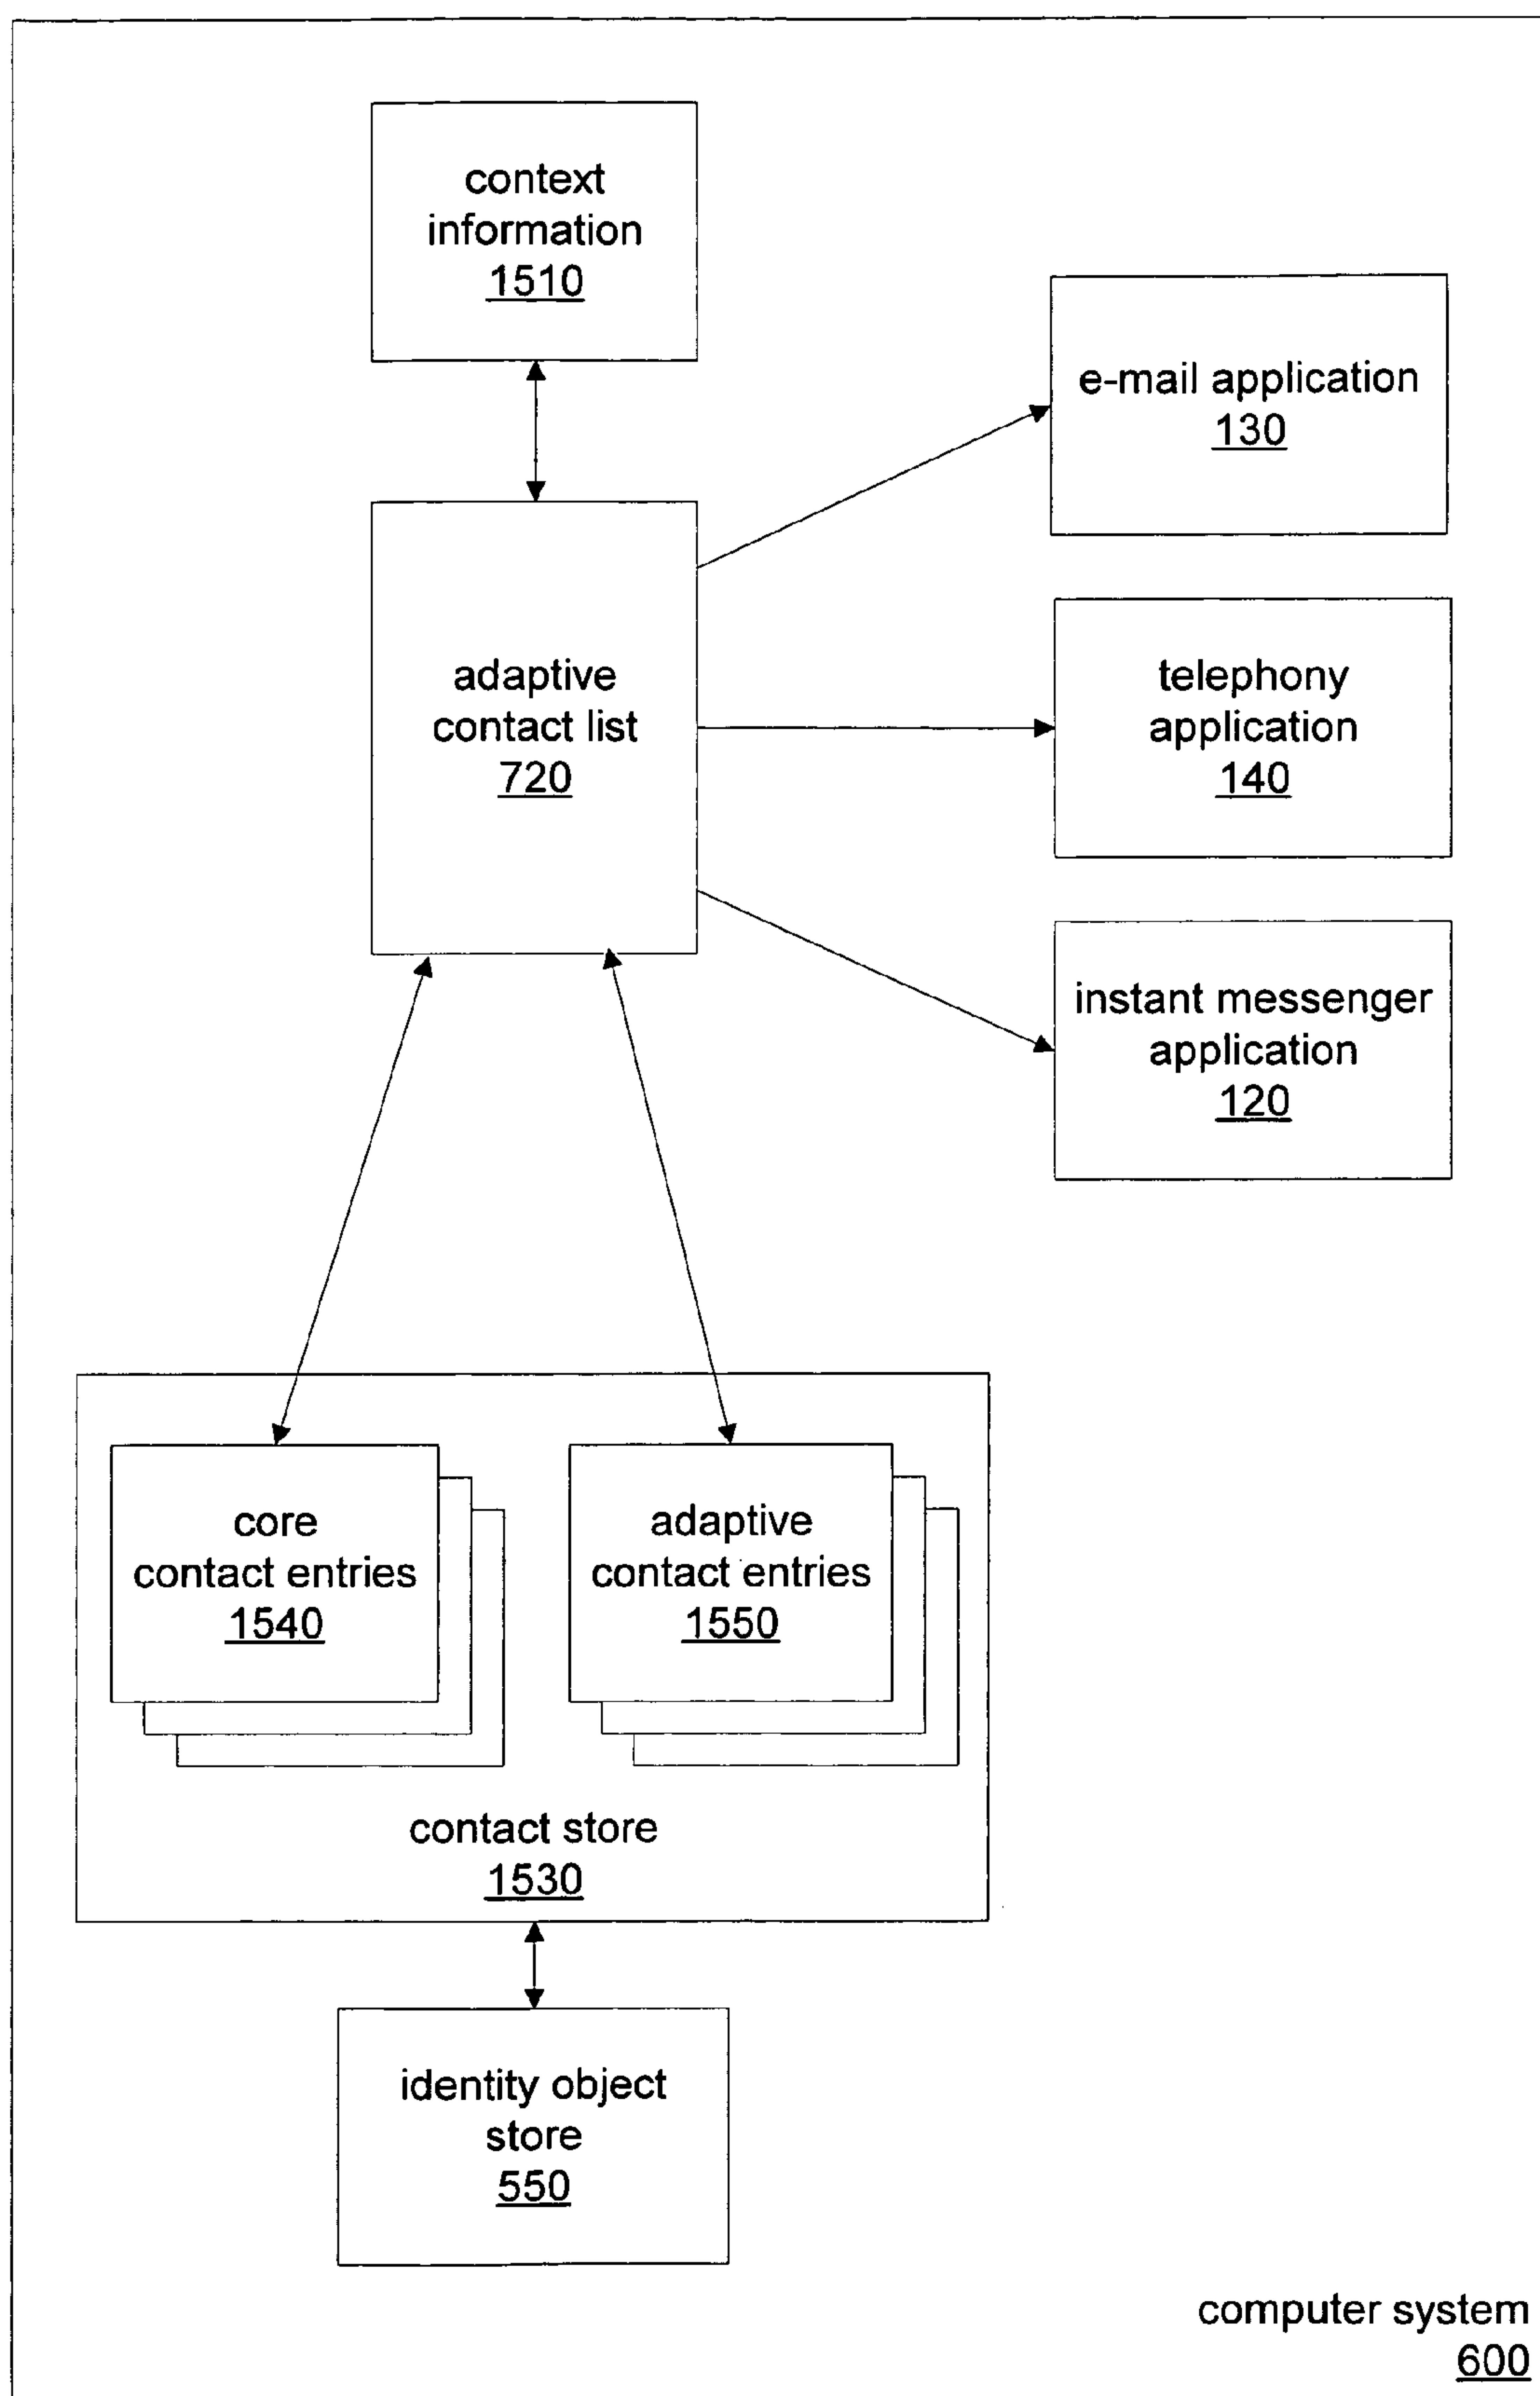 context
information
1510
e-mail application
130
adaptive
contact list
720
telephony
application
140
instant messenger
application
120
core
contact entries
1540
adaptive
contact entries
1550
contact store
1530
identity object
store
550
computer system
600